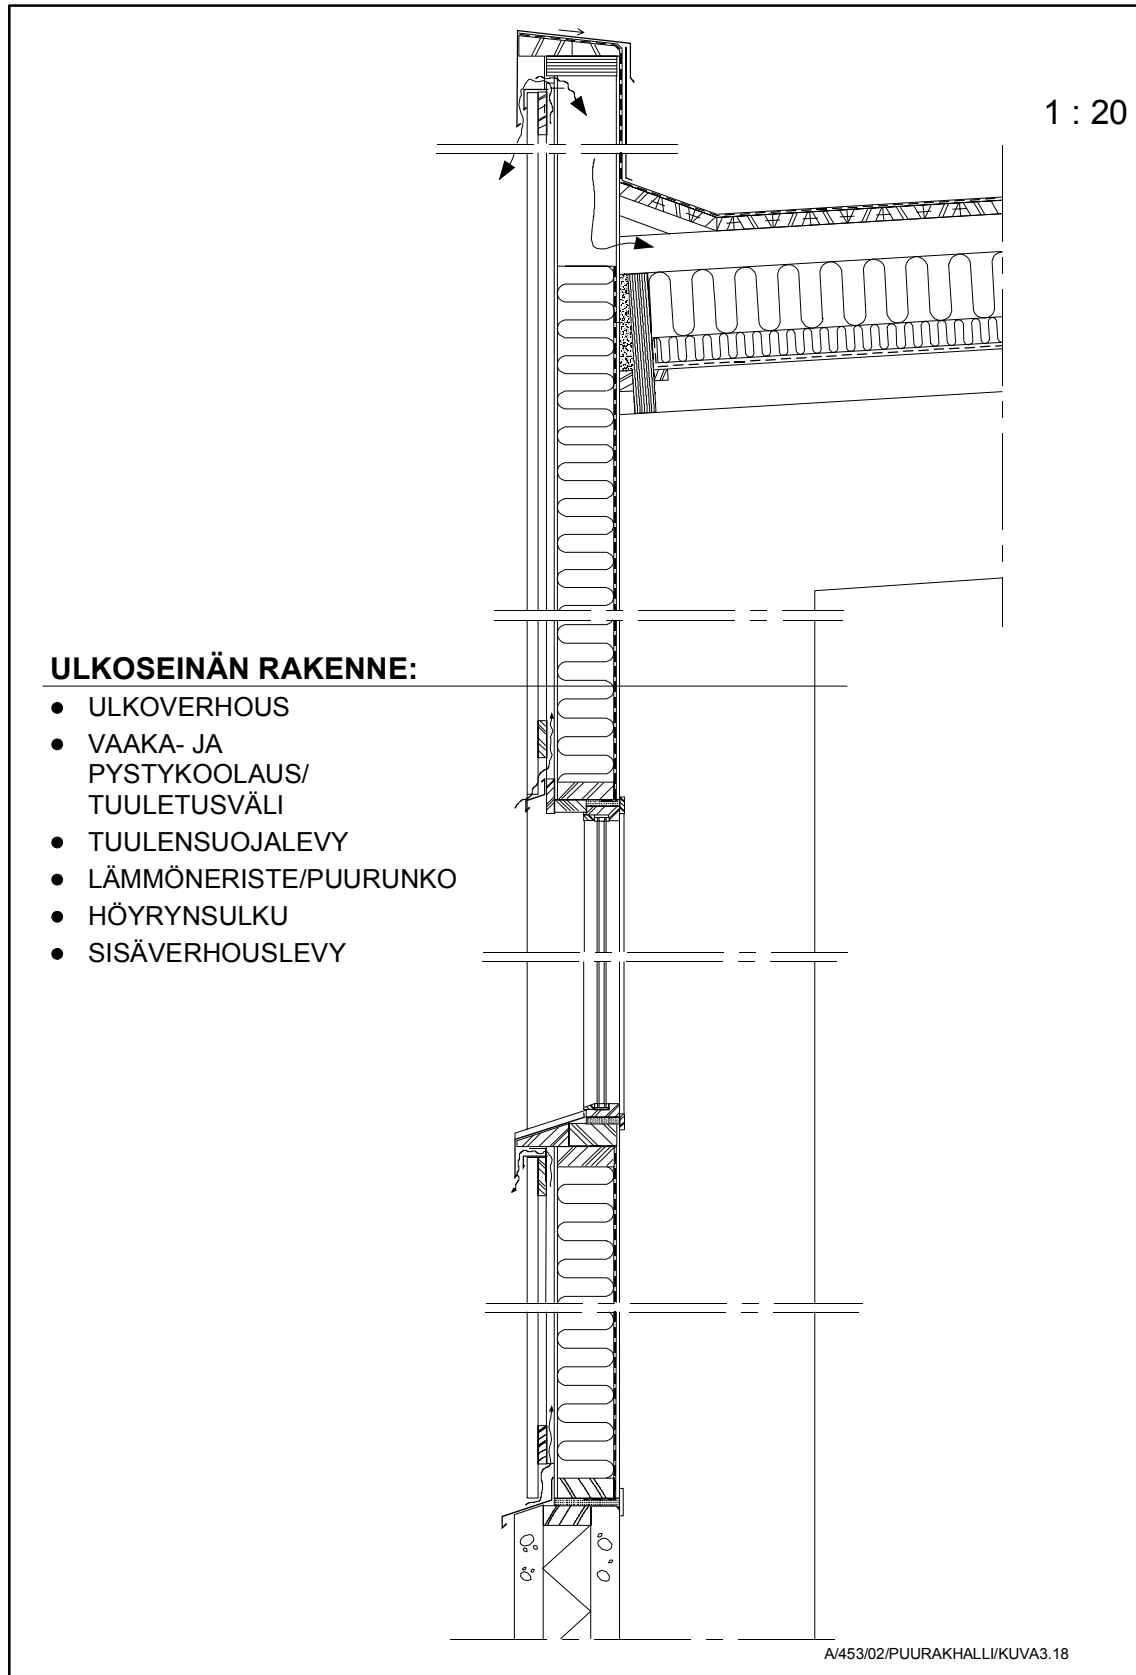 1 : 20
ULKOSEINÄN RAKENNE:
● ULKOVERHOUS
● VAAKA- JA
PYSTYKOOLAUS/
TUULETUSVÄLI
● TUULENSUOJALEVY
● LÄMMÖNERISTE/PUURUNKO
● HÖYRYNSULKU
● SISÄVERHOUSLEVY
A/453/02/PUURAKHALLI/KUVA3.18